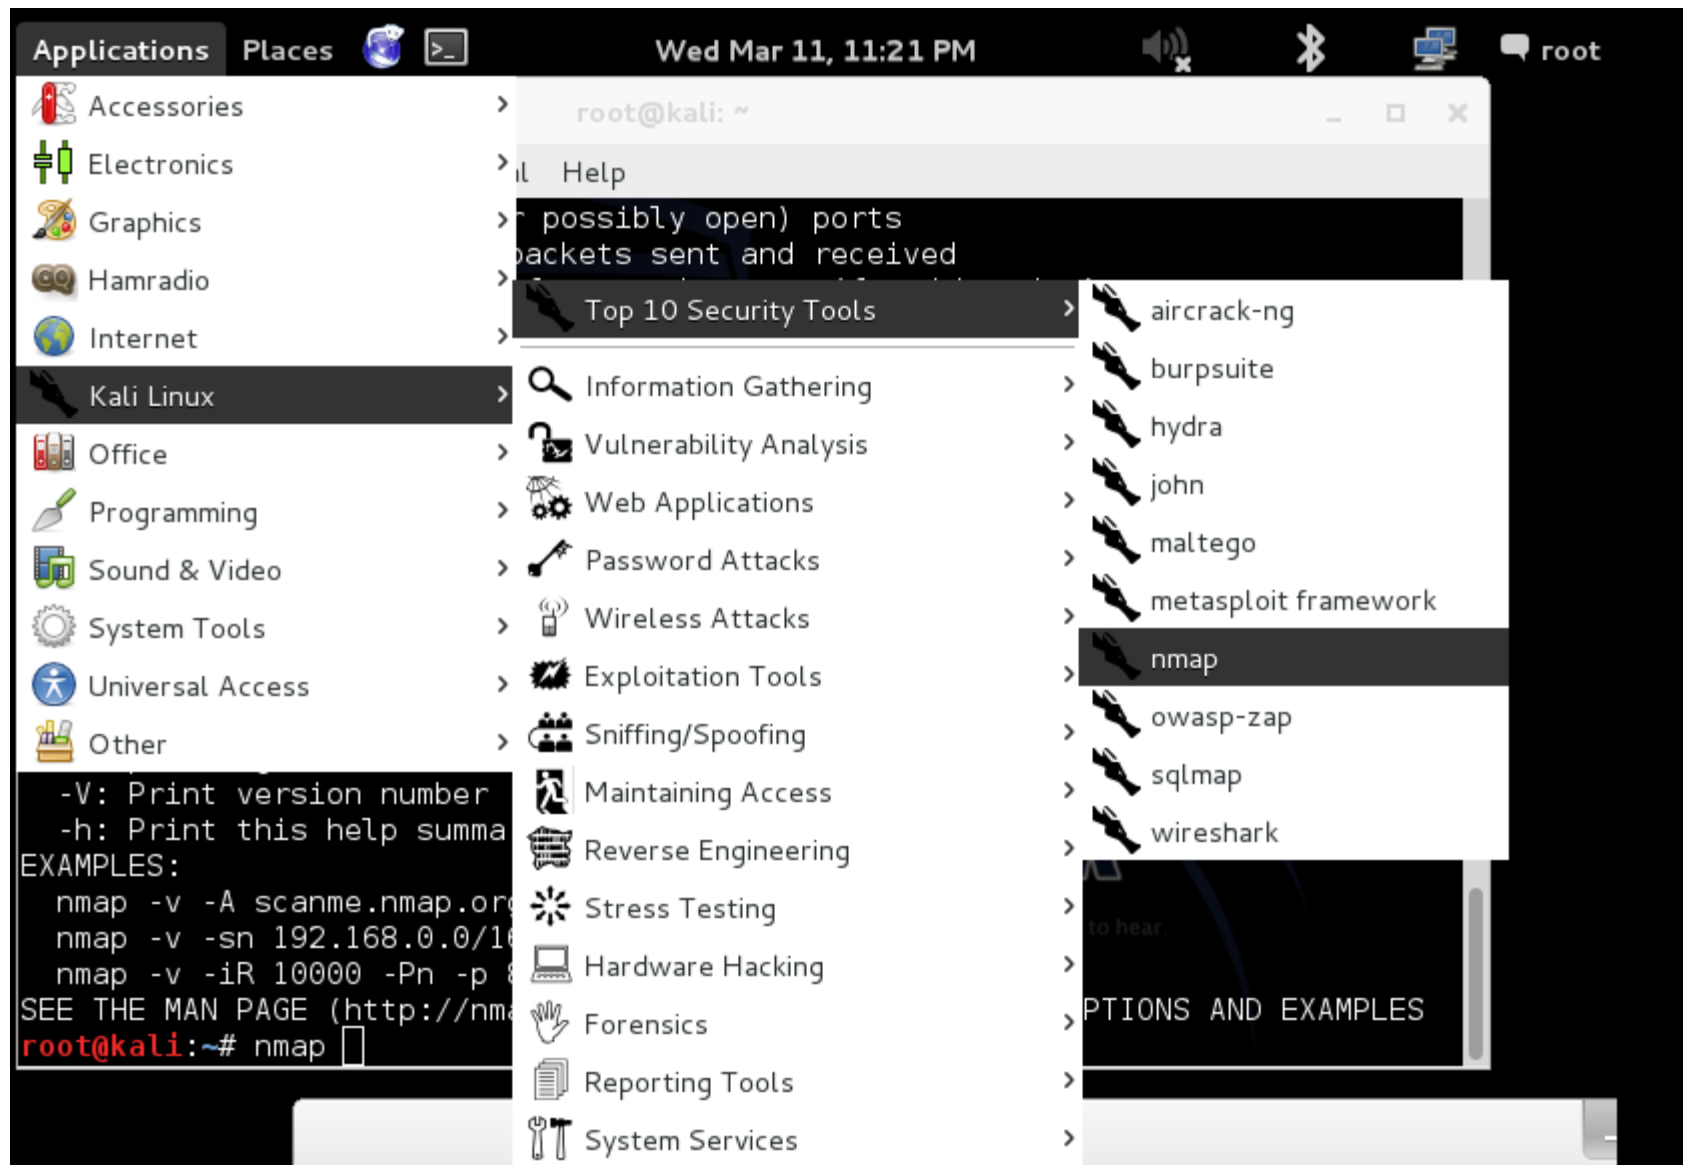 Applications Places Wed Mar 11, 11:21 PM root
Accessories
Electronics
Graphics
Hamradio
Internet
Kali Linux
Office
Programming
Sound & Video
System Tools
Universal Access
Other
root@kali: ~
Help
possibly open) ports
packets sent and received
Top 10 Security Tools
Information Gathering
Vulnerability Analysis
Web Applications
Password Attacks
Wireless Attacks
Exploitation Tools
Sniffing/Spoofing
Maintaining Access
Reverse Engineering
Stress Testing
Hardware Hacking
Forensics
Reporting Tools
System Services
aircrack-ng
burpsuite
hydra
john
maltego
metasploit framework
nmap
owasp-zap
sqlmap
wireshark
-V: Print version number
-h: Print this help summa
EXAMPLES:
nmap -v -A scanme.nmap.org
nmap -v -sn 192.168.0.0/16
nmap -v -iR 10000 -Pn -p
to hear.
SEE THE MAN PAGE (http://nma PTIONS AND EXAMPLES
root@kali:~# nmap